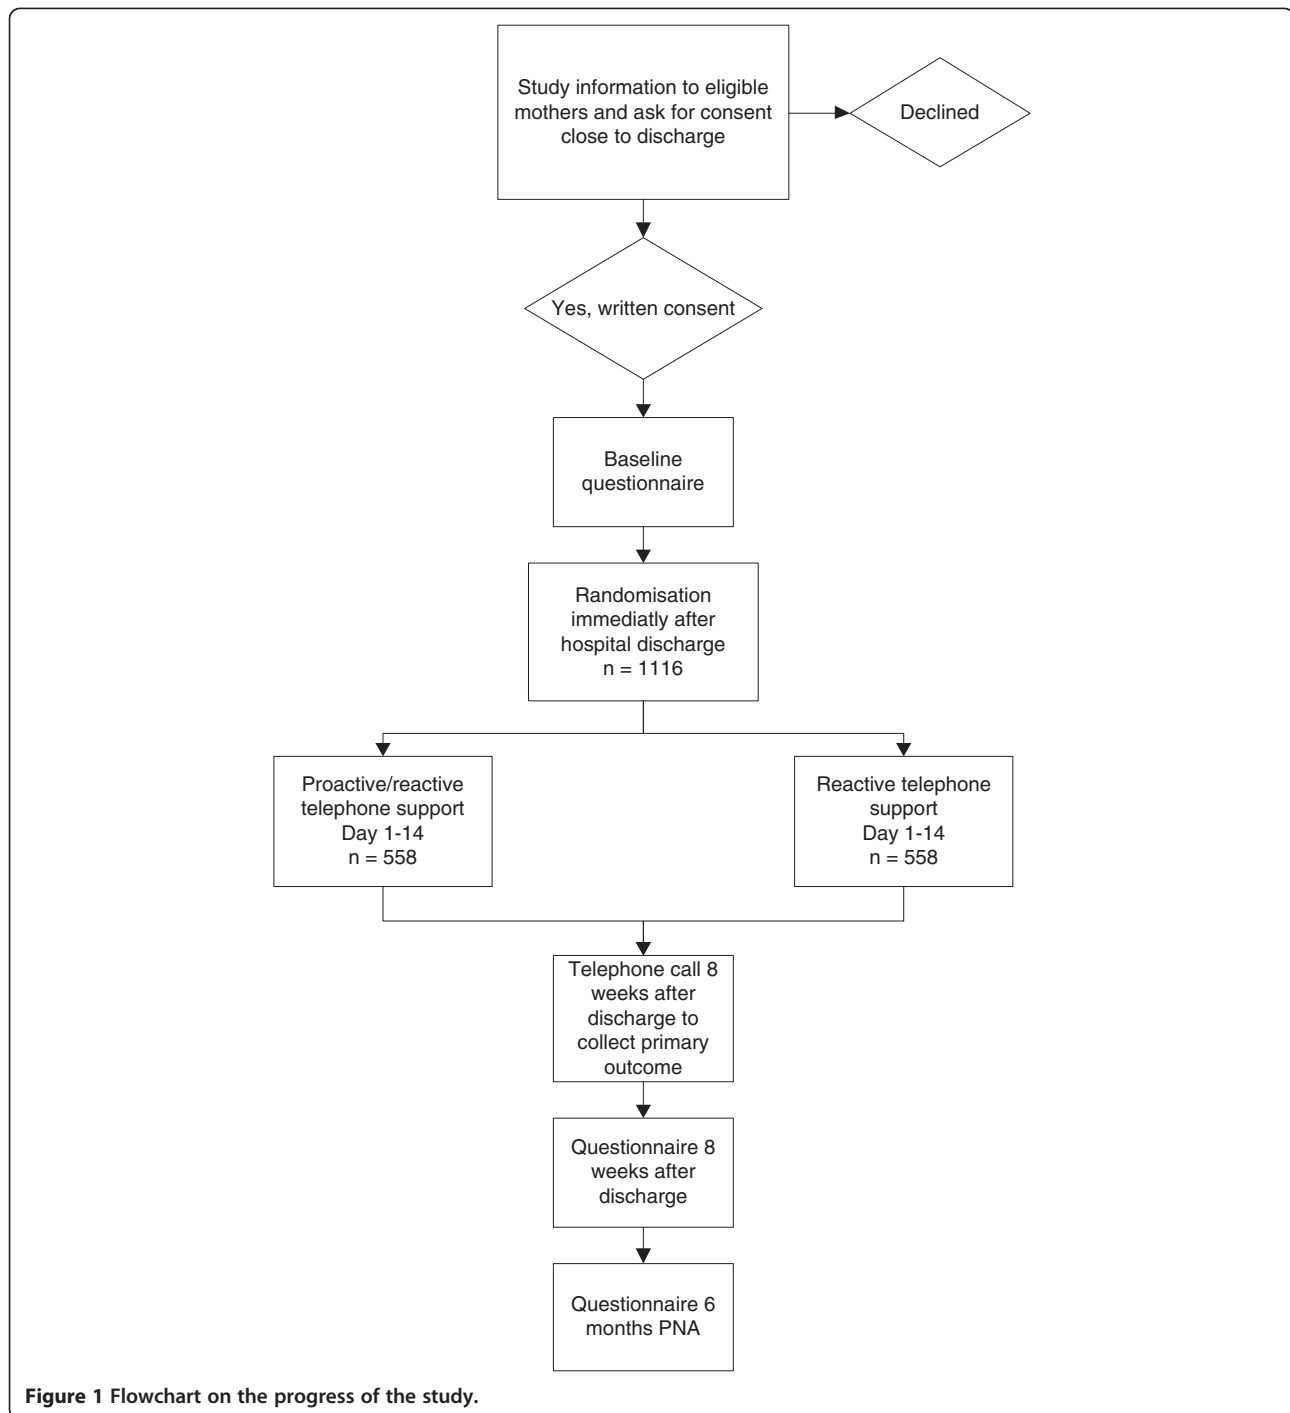 Study information to eligible
mothers and ask for consent
close to discharge
Declined
Yes, written consent
Baseline
questionnaire
Randomisation
immediatly after
hospital discharge
n = 1116
Proactive/reactive
telephone support
Day 1-14
n = 558
Reactive telephone
support
Day 1-14
n = 558
Telephone call 8
weeks after
discharge to
collect primary
outcome
Questionnaire 8
weeks after
discharge
Questionnaire 6
months PNA
Figure 1 Flowchart on the progress of the study.